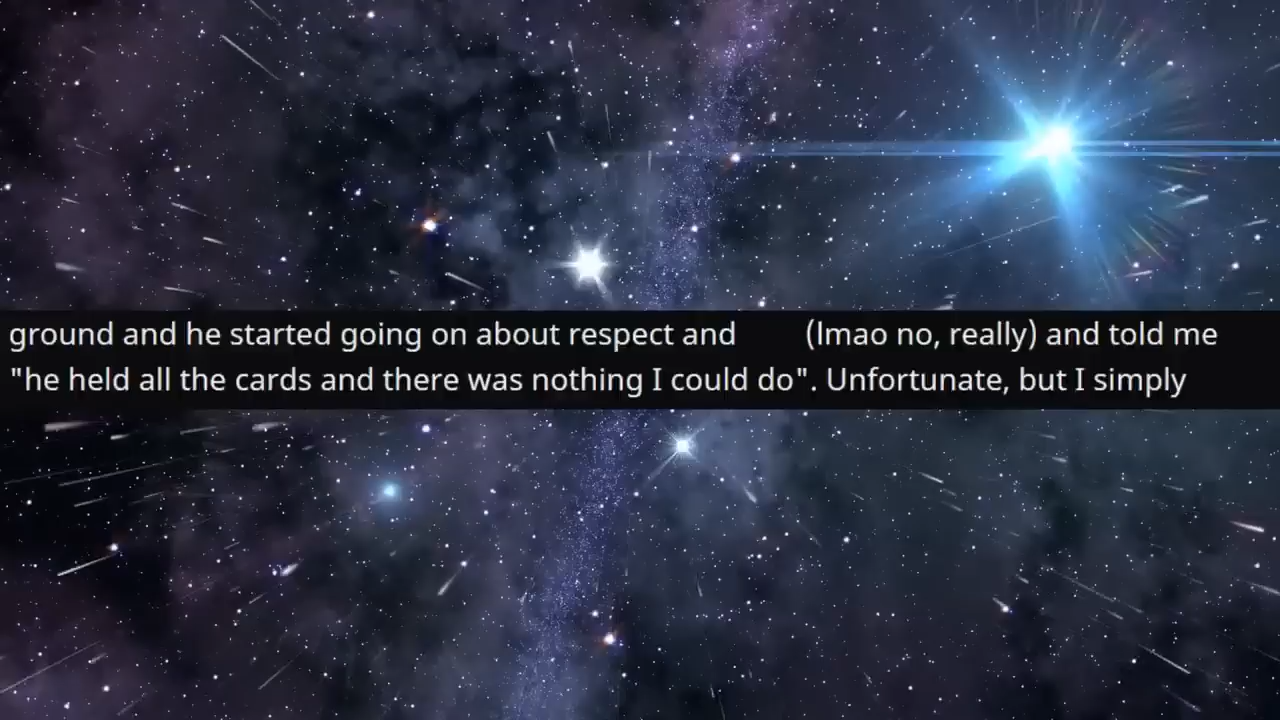 ground and he started going on about respect and (lmao no, really) and told me
"he held all the cards and there was nothing I could do". Unfortunate, but I simply